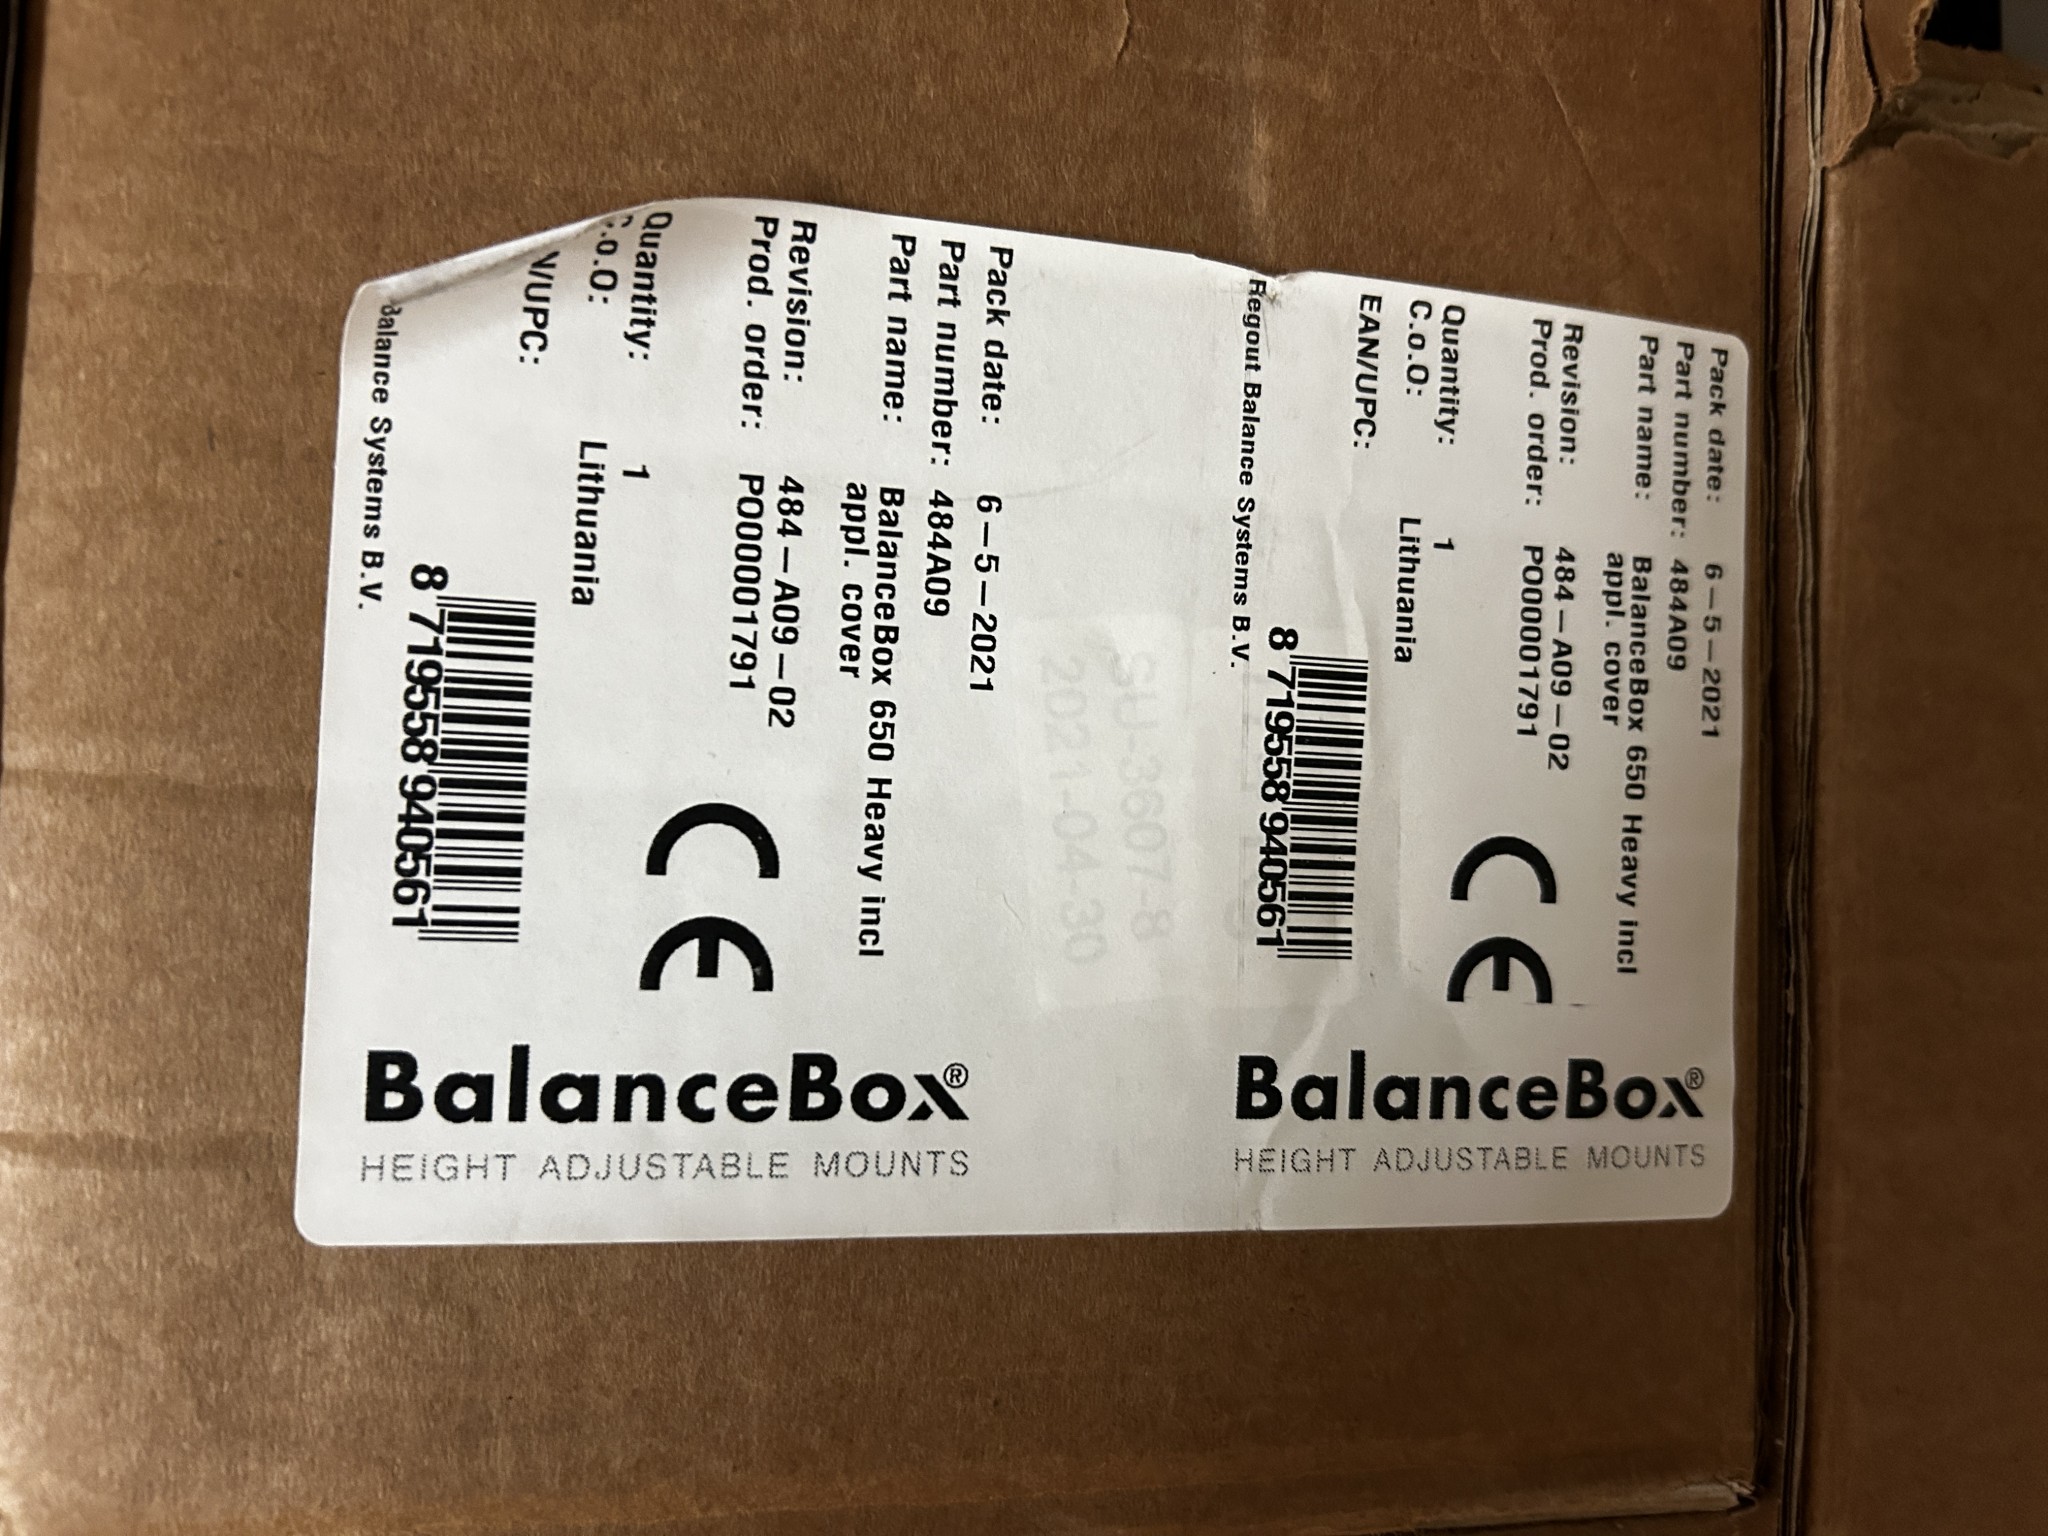 Pack date: 6-5-2021
Part number: 484A09
Part name: BalanceBox 650 Heavy incl
appl. cover
Revision: 484-A09-02
Prod. order: PO00001791
Quantity: 1
C.o.O: Lithuania
EAN/UPC:
8 719558 940561
Regout Balance Systems B.V.
BalanceBox®
HEIGHT ADJUSTABLE MOUNTS
SU-3607-8
2021-04-30
Pack date: 6-5-2021
Part number: 484A09
Part name: BalanceBox 650 Heavy incl
appl. cover
Revision: 484-A09-02
Prod. order: PO00001791
Quantity: 1
C.o.O: Lithuania
N/UPC:
8 719558 940561
Balance Systems B.V.
BalanceBox®
HEIGHT ADJUSTABLE MOUNTS